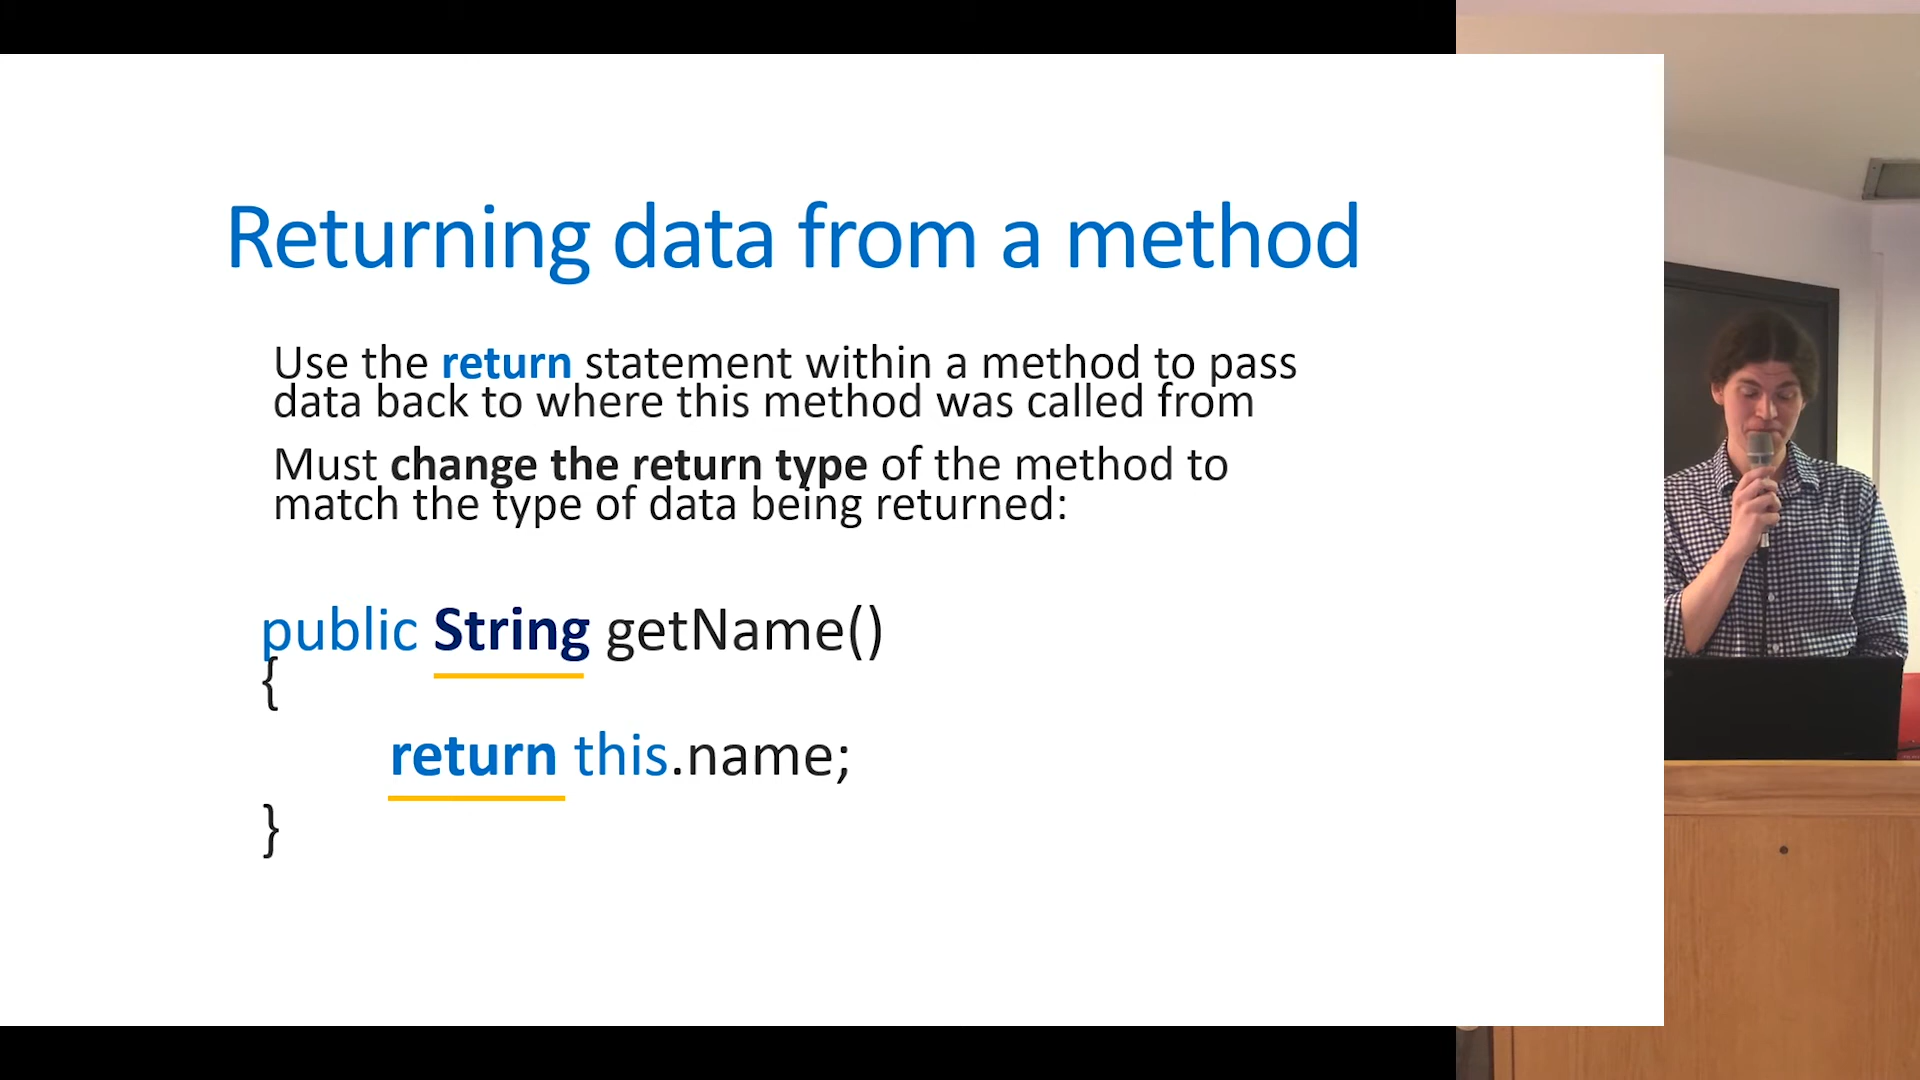 Returning data from a method
Use the return statement within a method to pass
data back to where this method was called from
Must change the return type of the method to
match the type of data being returned:
public String getName()
{
return this.name;
}